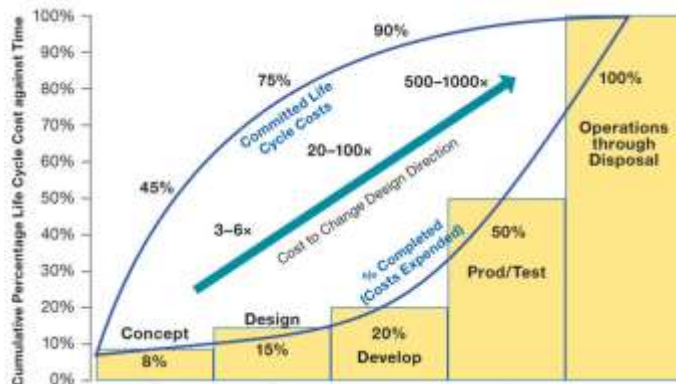 Cumulative Percentage Life Cycle Cost against Time
100%
90%
80%
70%
60%
50%
40%
30%
20%
10%
0%
45%
75%
90%
Committed Life
Cycle Costs
3–6×
20–100×
500–1000×
Cost to Change Design Direction
% Completed
(Costs Expended)
Concept
8%
Design
15%
20%
Develop
50%
Prod/Test
100%
Operations
through
Disposal